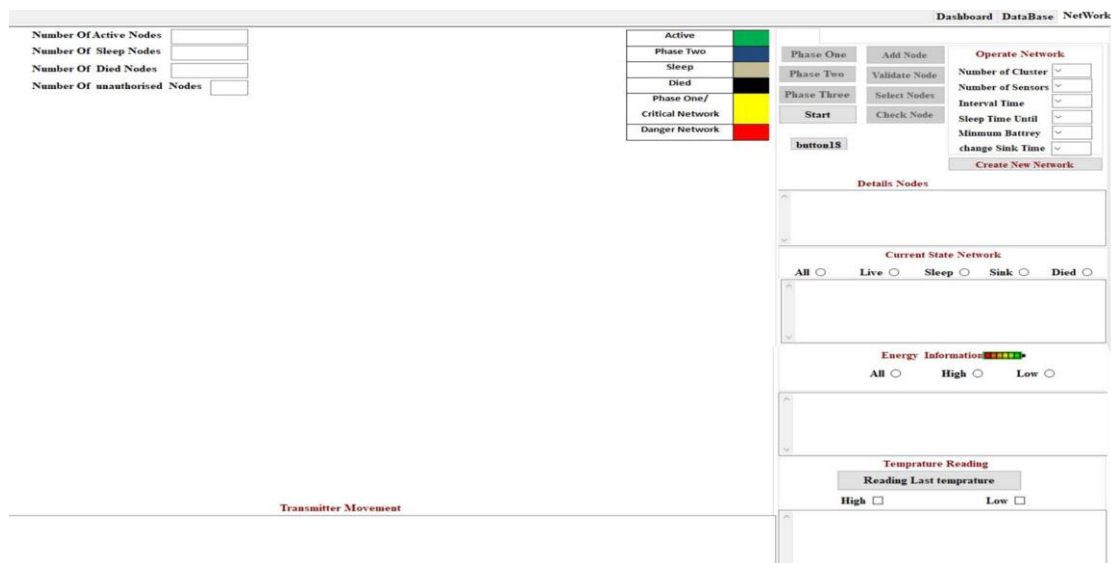 Dashboard DataBase NetWork
Number Of Active Nodes
Number Of Sleep Nodes
Number Of Died Nodes
Number Of unauthorised Nodes
Active
Phase Two
Sleep
Died
Phase One/
Critical Network
Danger Network
Phase One
Phase Two
Phase Three
Start
button18
Add Node
Validate Node
Select Nodes
Check Node
Operate Network
Number of Cluster
Number of Sensors
Interval Time
Sleep Time Until
Minmum Battrey
change Sink Time
Create New Network
Details Nodes
Current State Network
All Live Sleep Sink Died
Energy Information
All High Low
Temprature Reading
Reading Last temprature
High Low
Transmitter Movement